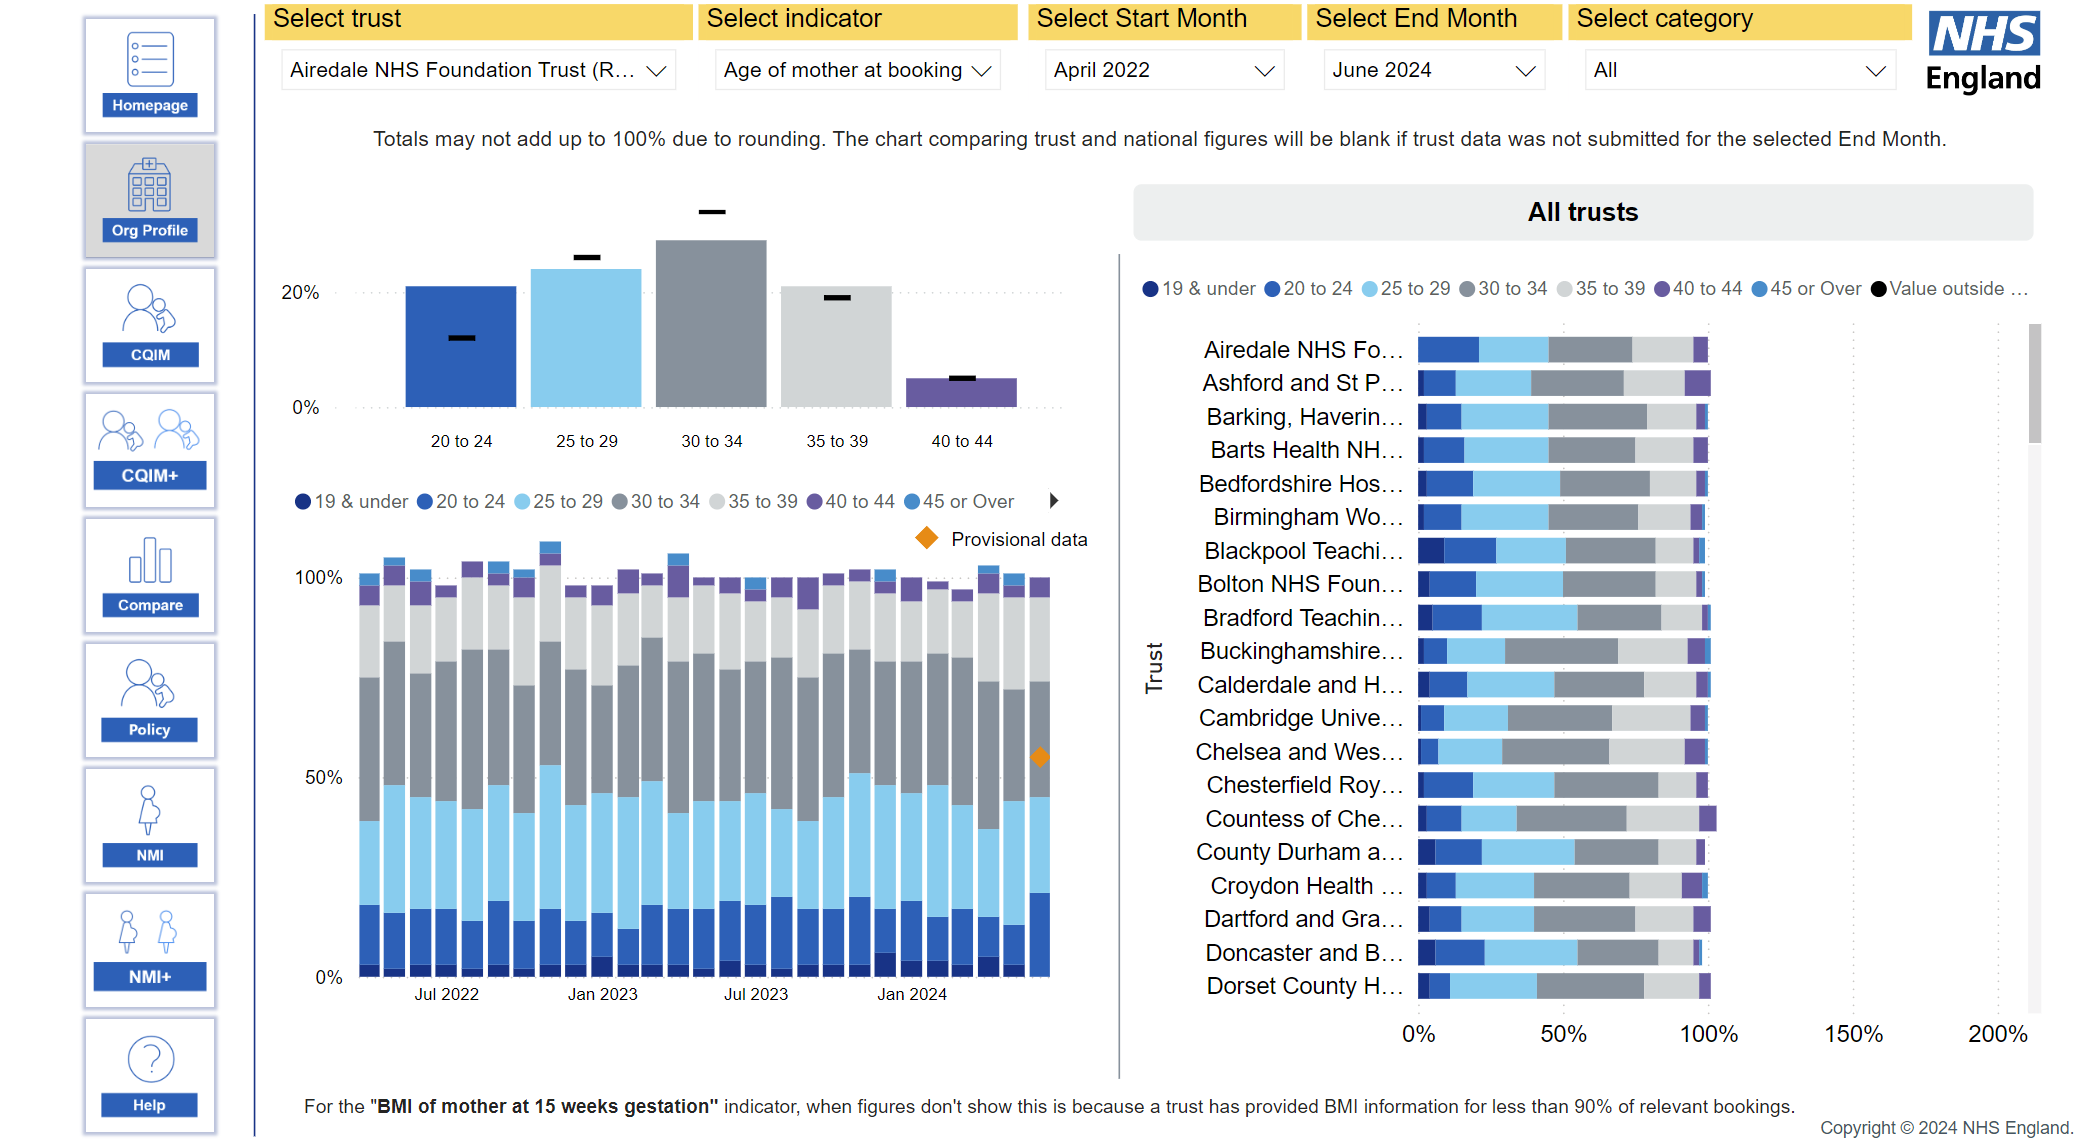 Select trust
Select indicator
Select Start Month
Select End Month
Select category
Airedale NHS Foundation Trust (R...
Age of mother at booking
April 2022
June 2024
All
NHS
England
Homepage
Org Profile
CQIM
CQIM+
Compare
Policy
NMI
NMI+
Help
Totals may not add up to 100% due to rounding. The chart comparing trust and national figures will be blank if trust data was not submitted for the selected End Month.
20%
0%
20 to 24
25 to 29
30 to 34
35 to 39
40 to 44
19 & under
20 to 24
25 to 29
30 to 34
35 to 39
40 to 44
45 or Over
Provisional data
100%
50%
0%
Jul 2022
Jan 2023
Jul 2023
Jan 2024
All trusts
19 & under
20 to 24
25 to 29
30 to 34
35 to 39
40 to 44
45 or Over
Value outside ...
Trust
Airedale NHS Fo...
Ashford and St P...
Barking, Haverin...
Barts Health NH...
Bedfordshire Hos...
Birmingham Wo...
Blackpool Teachi...
Bolton NHS Foun...
Bradford Teachin...
Buckinghamshire...
Calderdale and H...
Cambridge Unive...
Chelsea and Wes...
Chesterfield Roy...
Countess of Che...
County Durham a...
Croydon Health ...
Dartford and Gra...
Doncaster and B...
Dorset County H...
0%
50%
100%
150%
200%
For the "BMI of mother at 15 weeks gestation" indicator, when figures don't show this is because a trust has provided BMI information for less than 90% of relevant bookings.
Copyright © 2024 NHS England.